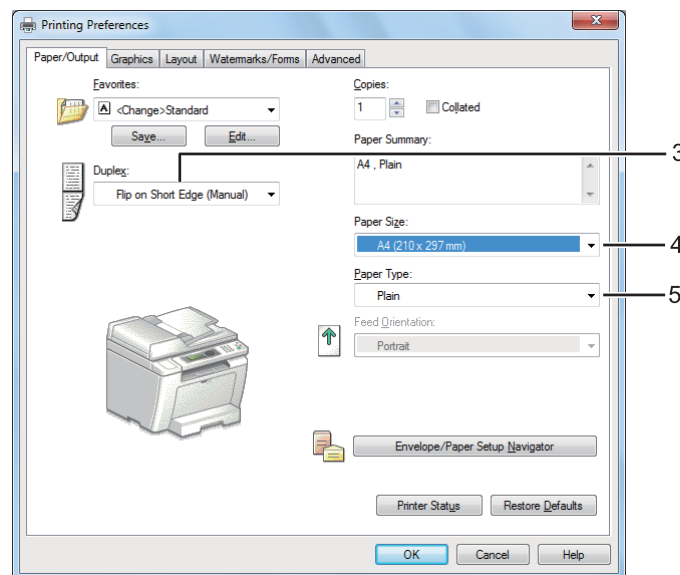 Printing Preferences
x
Paper/Output Graphics Layout Watermarks/Forms Advanced
Favorites:
A <Change>Standard
Save... Edit...
Duplex:
Flip on Short Edge (Manual)
Copies:
1 Collated
Paper Summary:
A4 , Plain
3
Paper Size:
A4 (210 x 297 mm)
4
Paper Type:
Plain
5
Feed Orientation:
Portrait
Envelope/Paper Setup Navigator
Printer Status Restore Defaults
OK Cancel Help